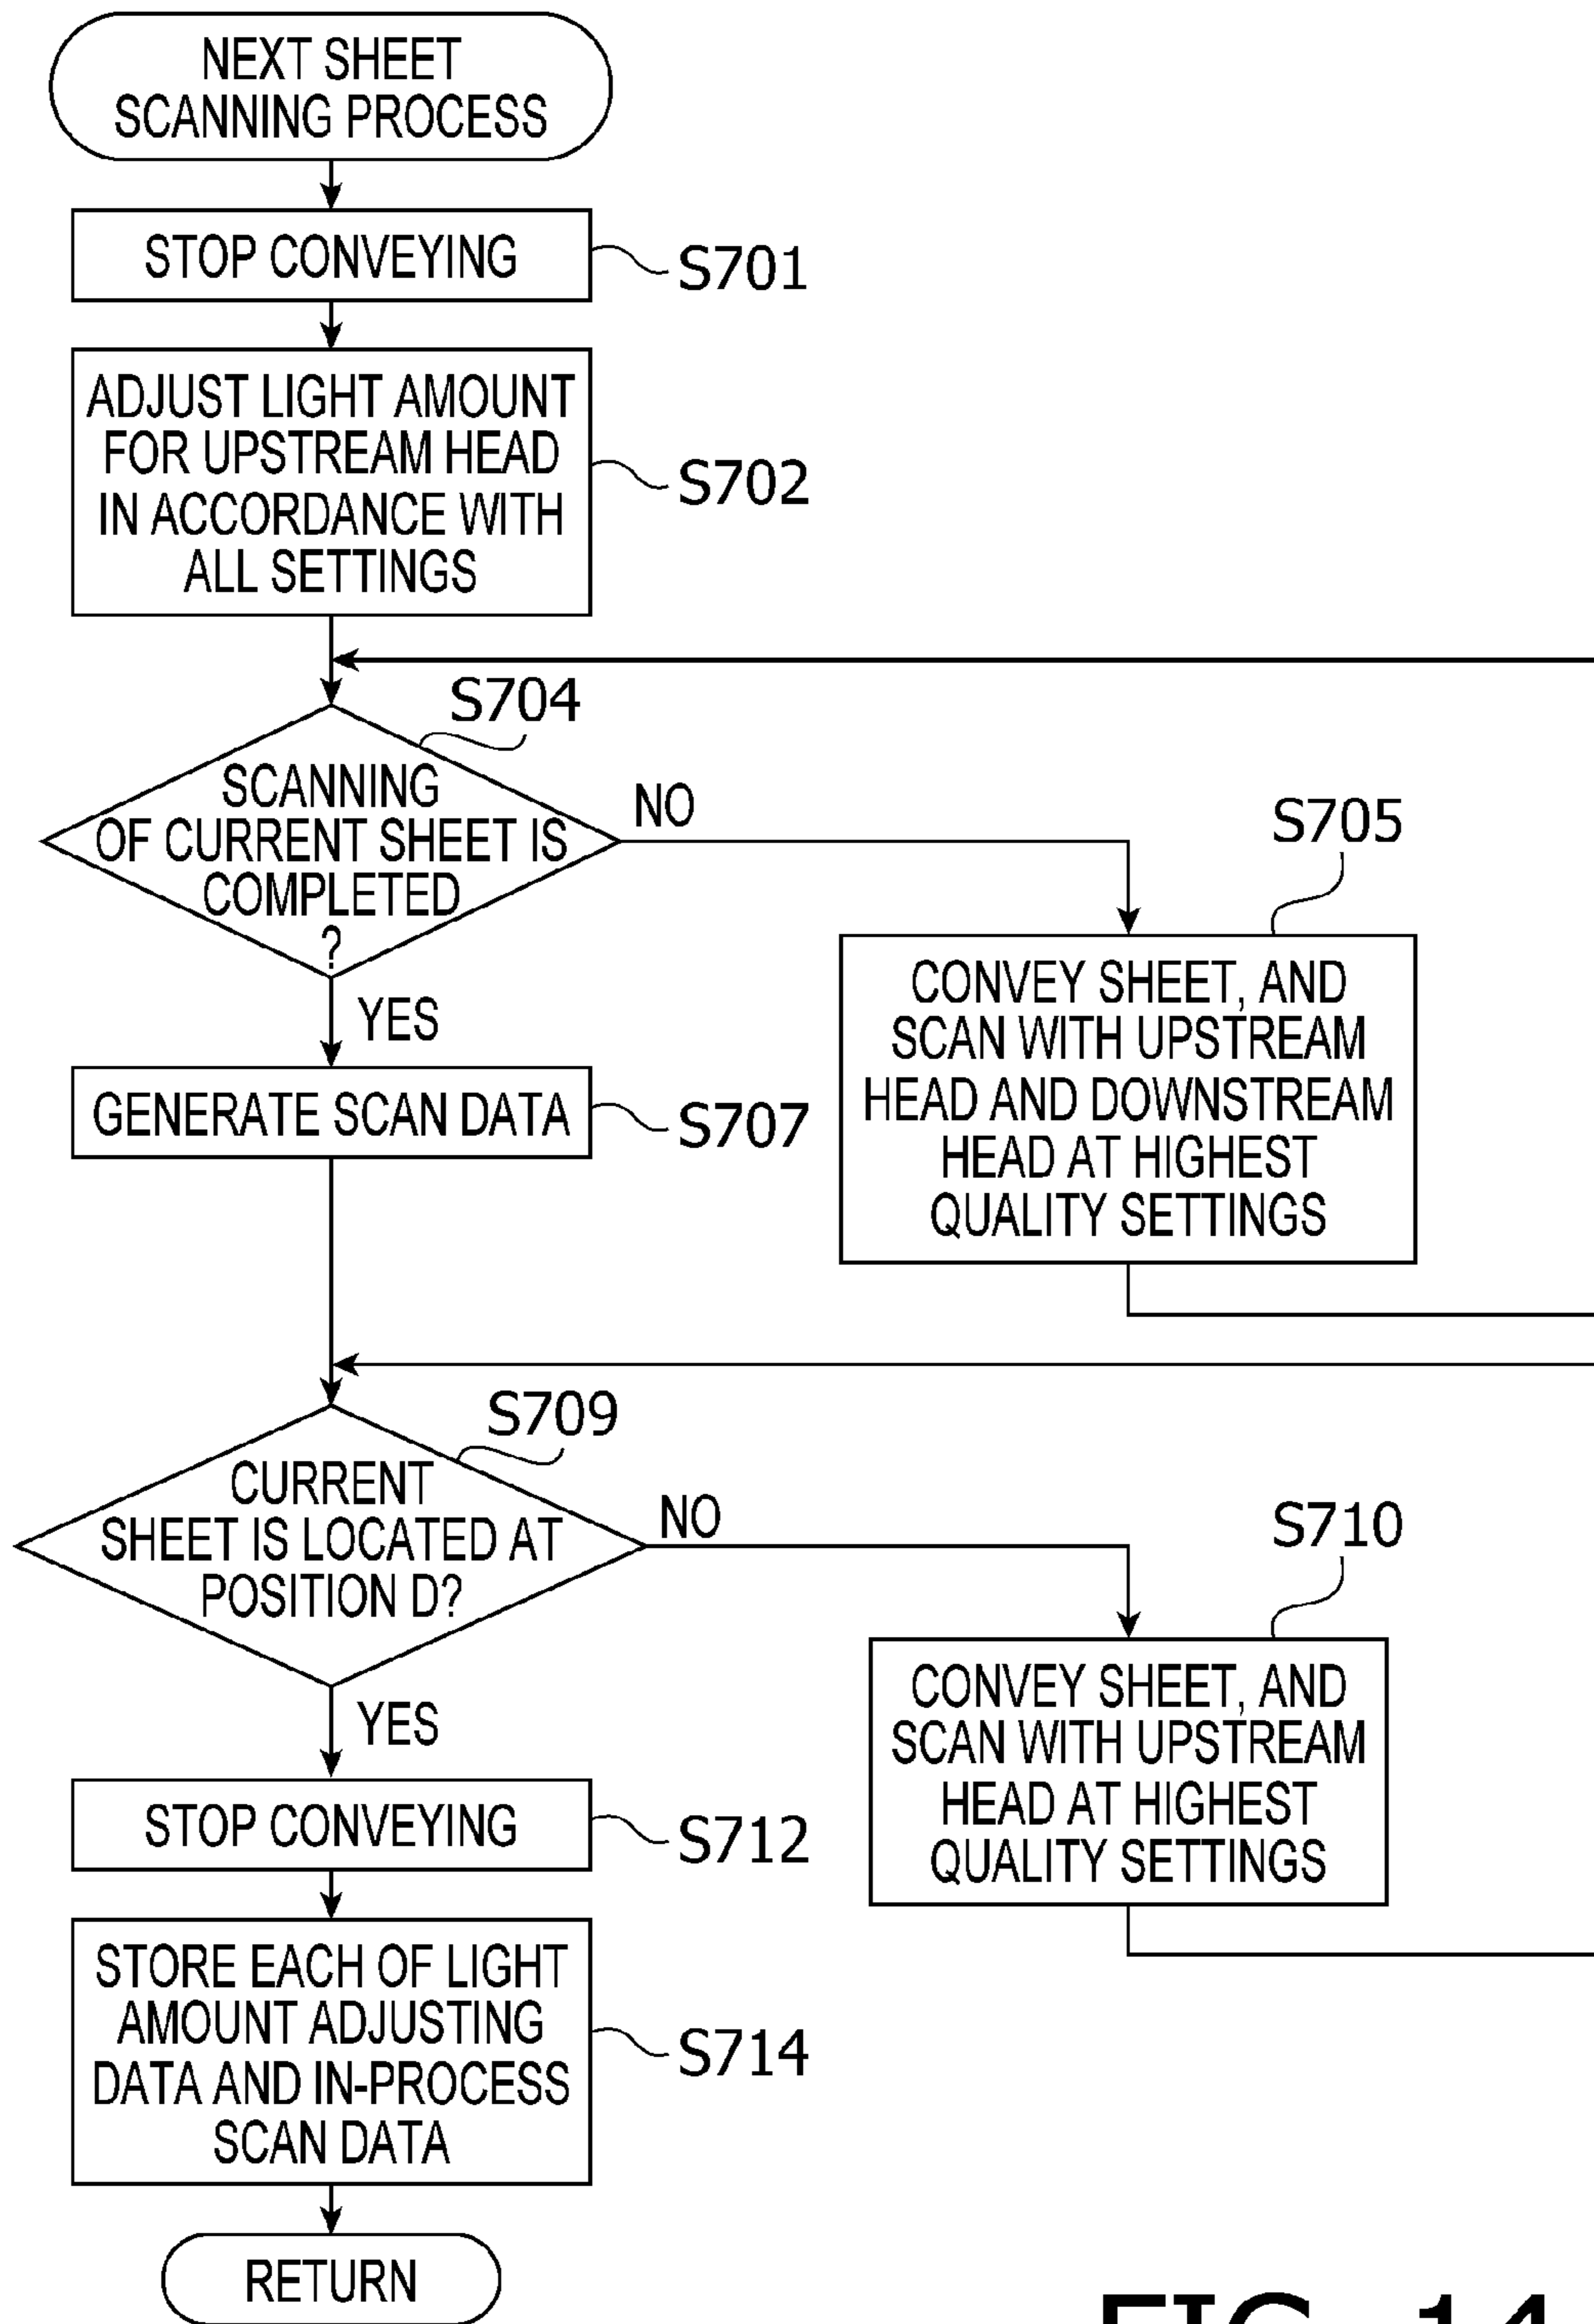 NEXT SHEET
SCANNING PROCESS
STOP CONVEYING
S701
ADJUST LIGHT AMOUNT
FOR UPSTREAM HEAD
IN ACCORDANCE WITH
ALL SETTINGS
S702
S704
SCANNING
OF CURRENT SHEET IS
COMPLETED
?
NO
YES
S705
CONVEY SHEET, AND
SCAN WITH UPSTREAM
HEAD AND DOWNSTREAM
HEAD AT HIGHEST
QUALITY SETTINGS
GENERATE SCAN DATA
S707
S709
CURRENT
SHEET IS LOCATED AT
POSITION D?
NO
YES
S710
CONVEY SHEET, AND
SCAN WITH UPSTREAM
HEAD AT HIGHEST
QUALITY SETTINGS
STOP CONVEYING
S712
STORE EACH OF LIGHT
AMOUNT ADJUSTING
DATA AND IN-PROCESS
SCAN DATA
S714
RETURN
FIG. 14